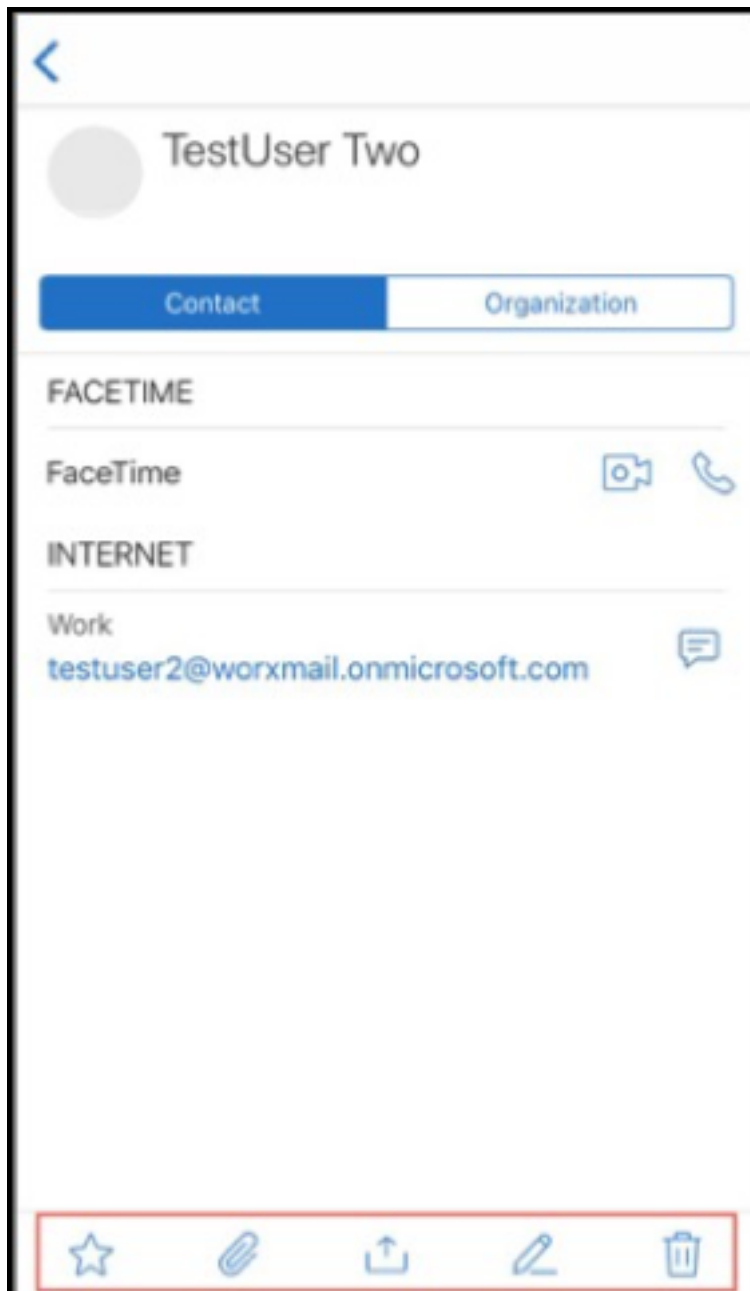 TestUser Two
Contact Organization
FACETIME
FaceTime
INTERNET
Work
testuser2@worxmail.onmicrosoft.com